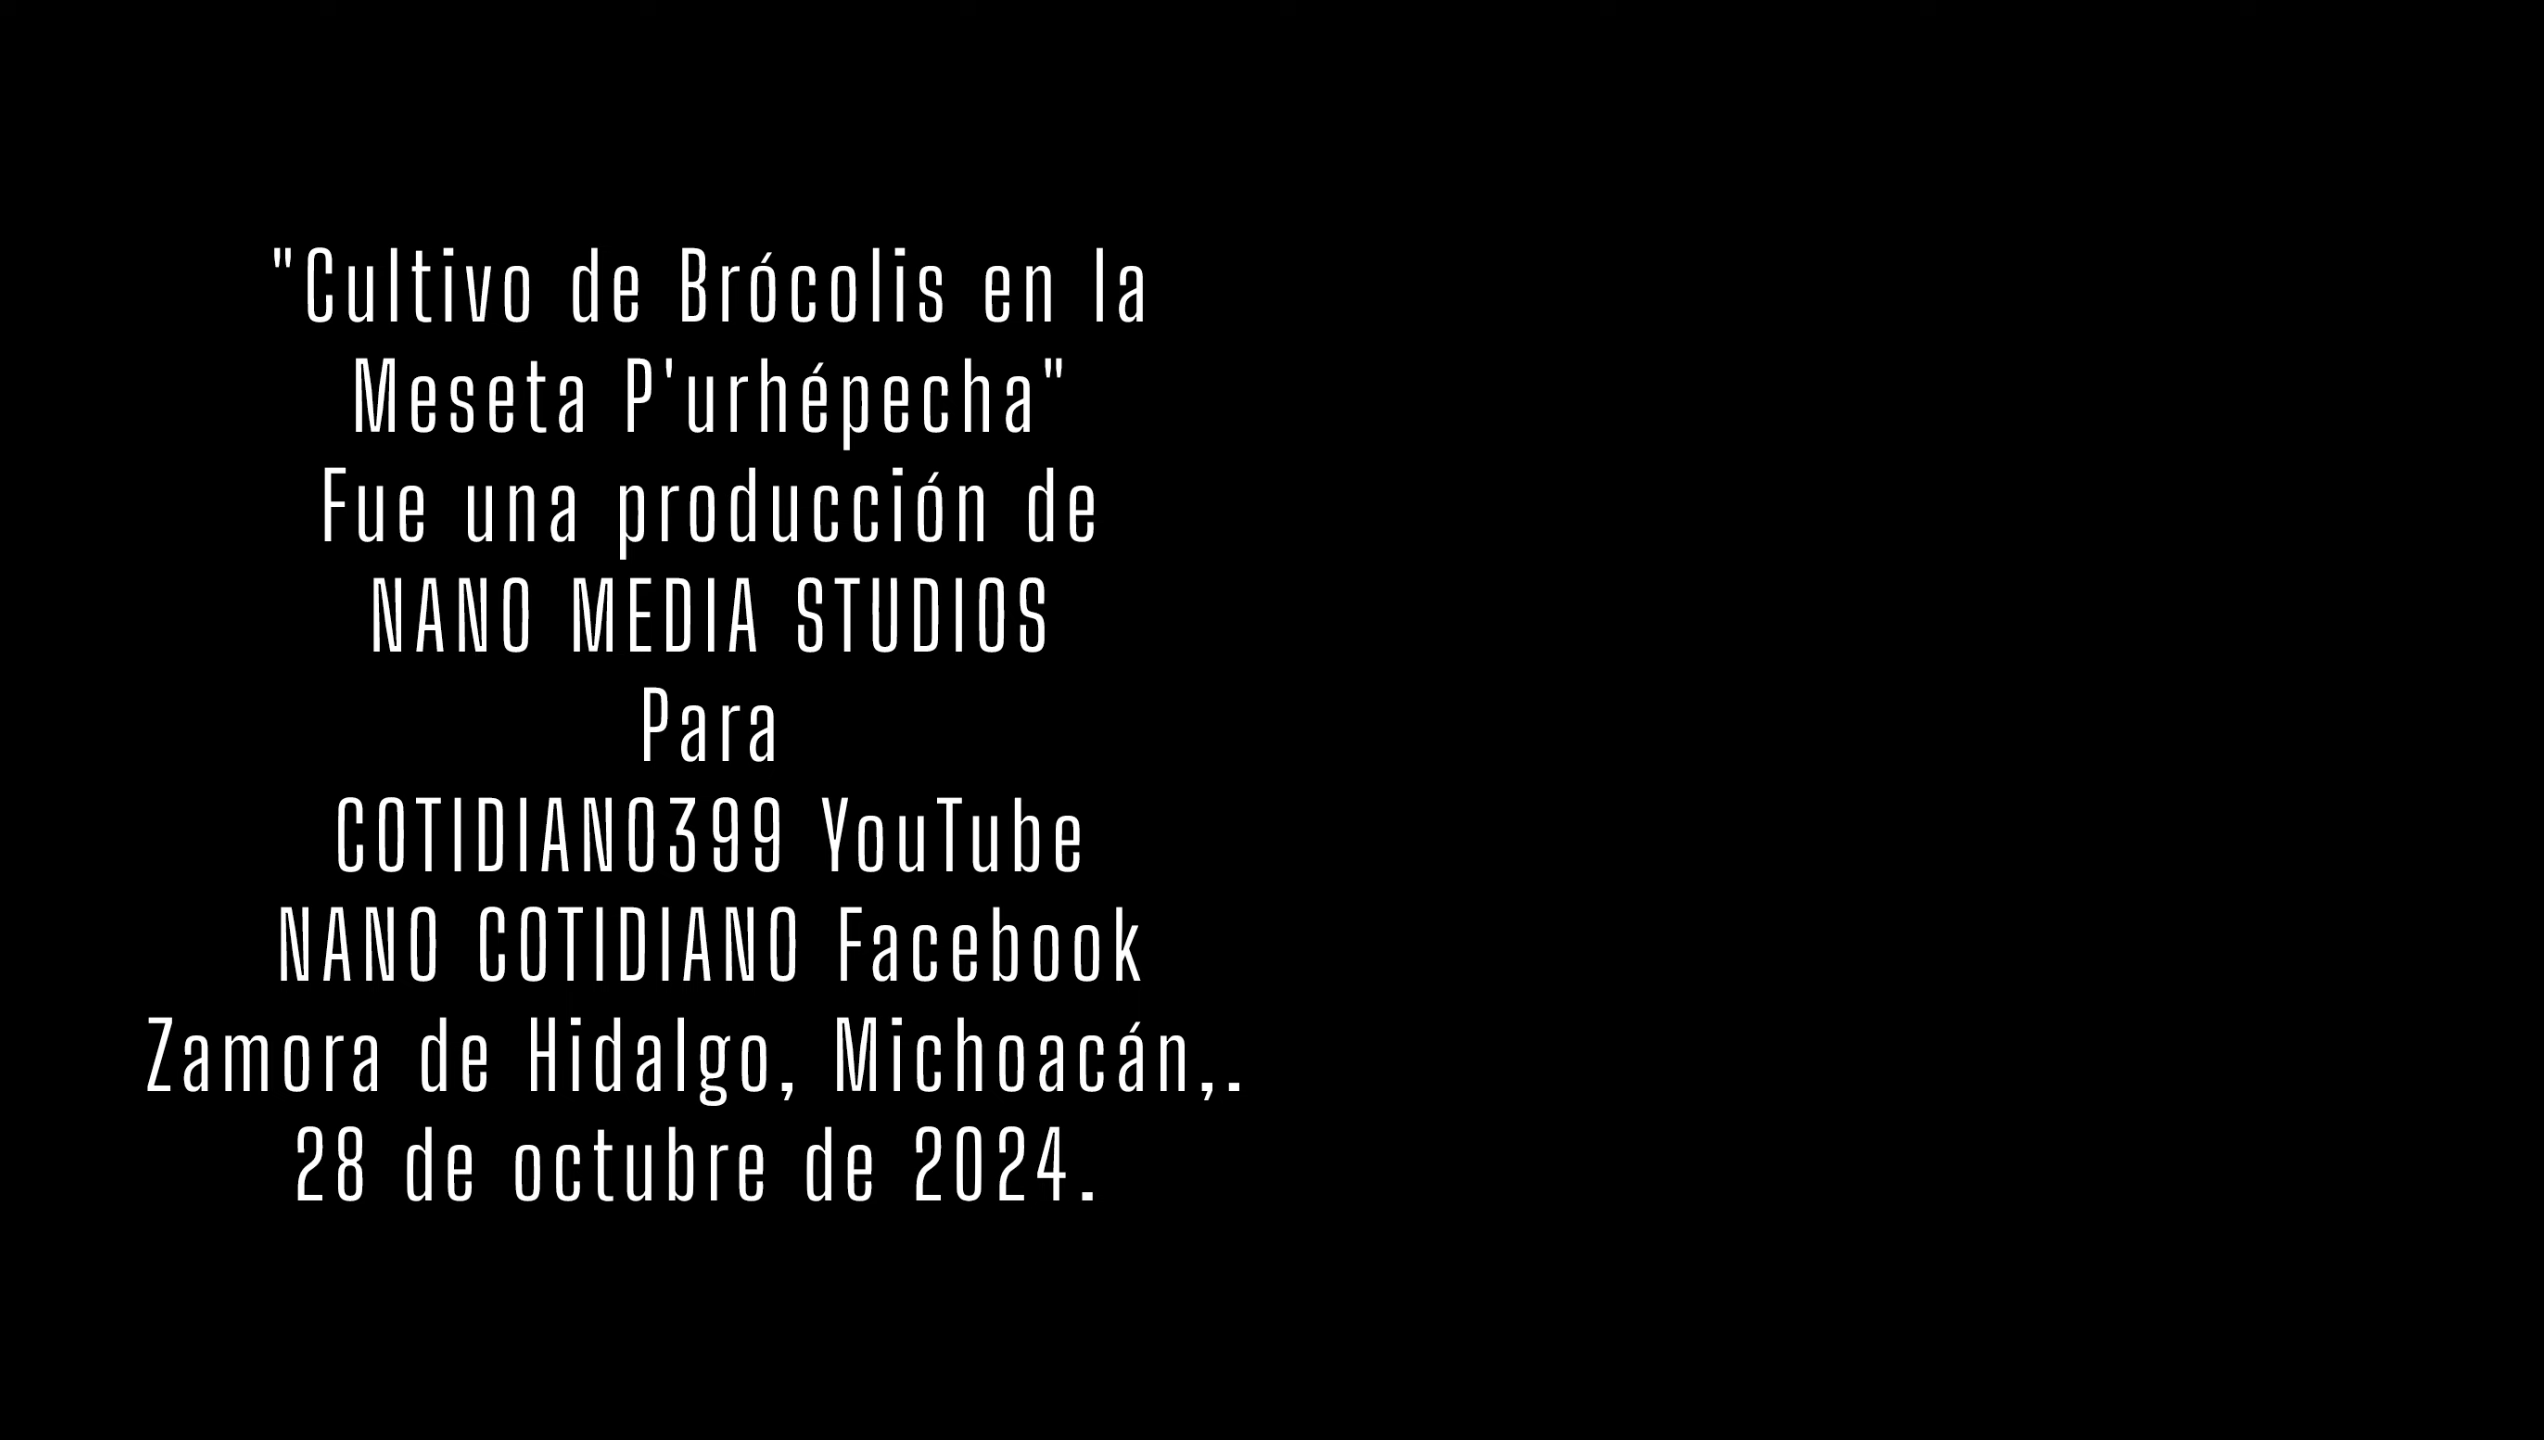 "Cultivo de Brócolis en la
Meseta P'urhépecha"
Fue una producción de
NANO MEDIA STUDIOS
Para
COTIDIANO399 YouTube
NANO COTIDIANO Facebook
Zamora de Hidalgo, Michoacán,.
28 de octubre de 2024.